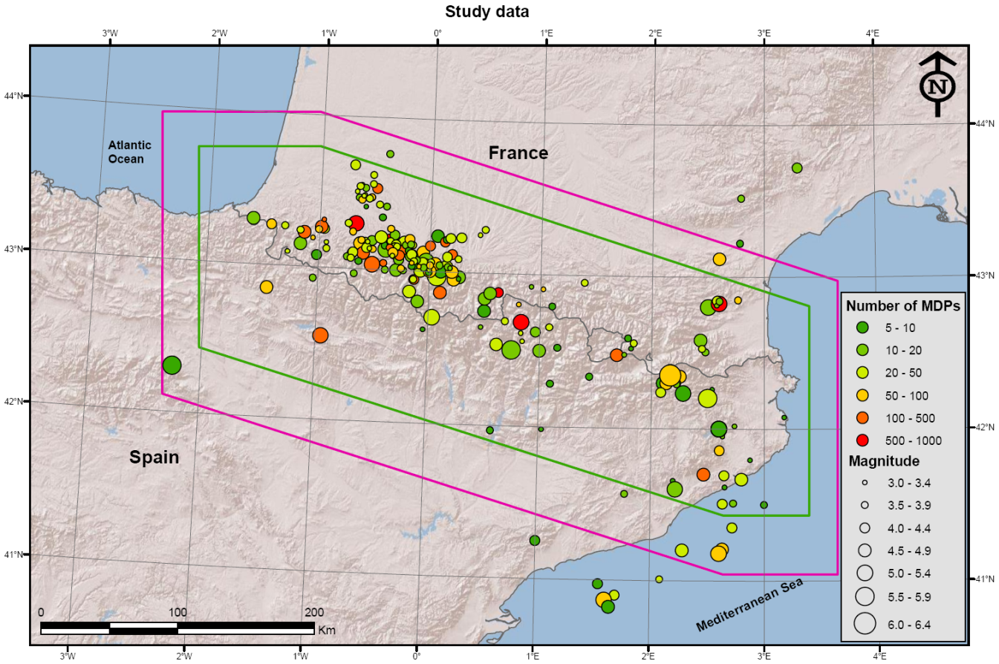 Study data
3°W 2°W 1°W 0° 1°E 2°E 3°E 4°E
N
44°N
44°N
Atlantic
Ocean
France
43°N
43°N
Number of MDPs
5 - 10
10 - 20
20 - 50
50 - 100
100 - 500
500 - 1000
42°N
42°N
Spain
Magnitude
3.0 - 3.4
3.5 - 3.9
4.0 - 4.4
4.5 - 4.9
5.0 - 5.4
5.5 - 5.9
6.0 - 6.4
41°N
41°N
Mediterranean Sea
0 100 200
Km
3°W 2°W 1°W 0° 1°E 2°E 3°E 4°E